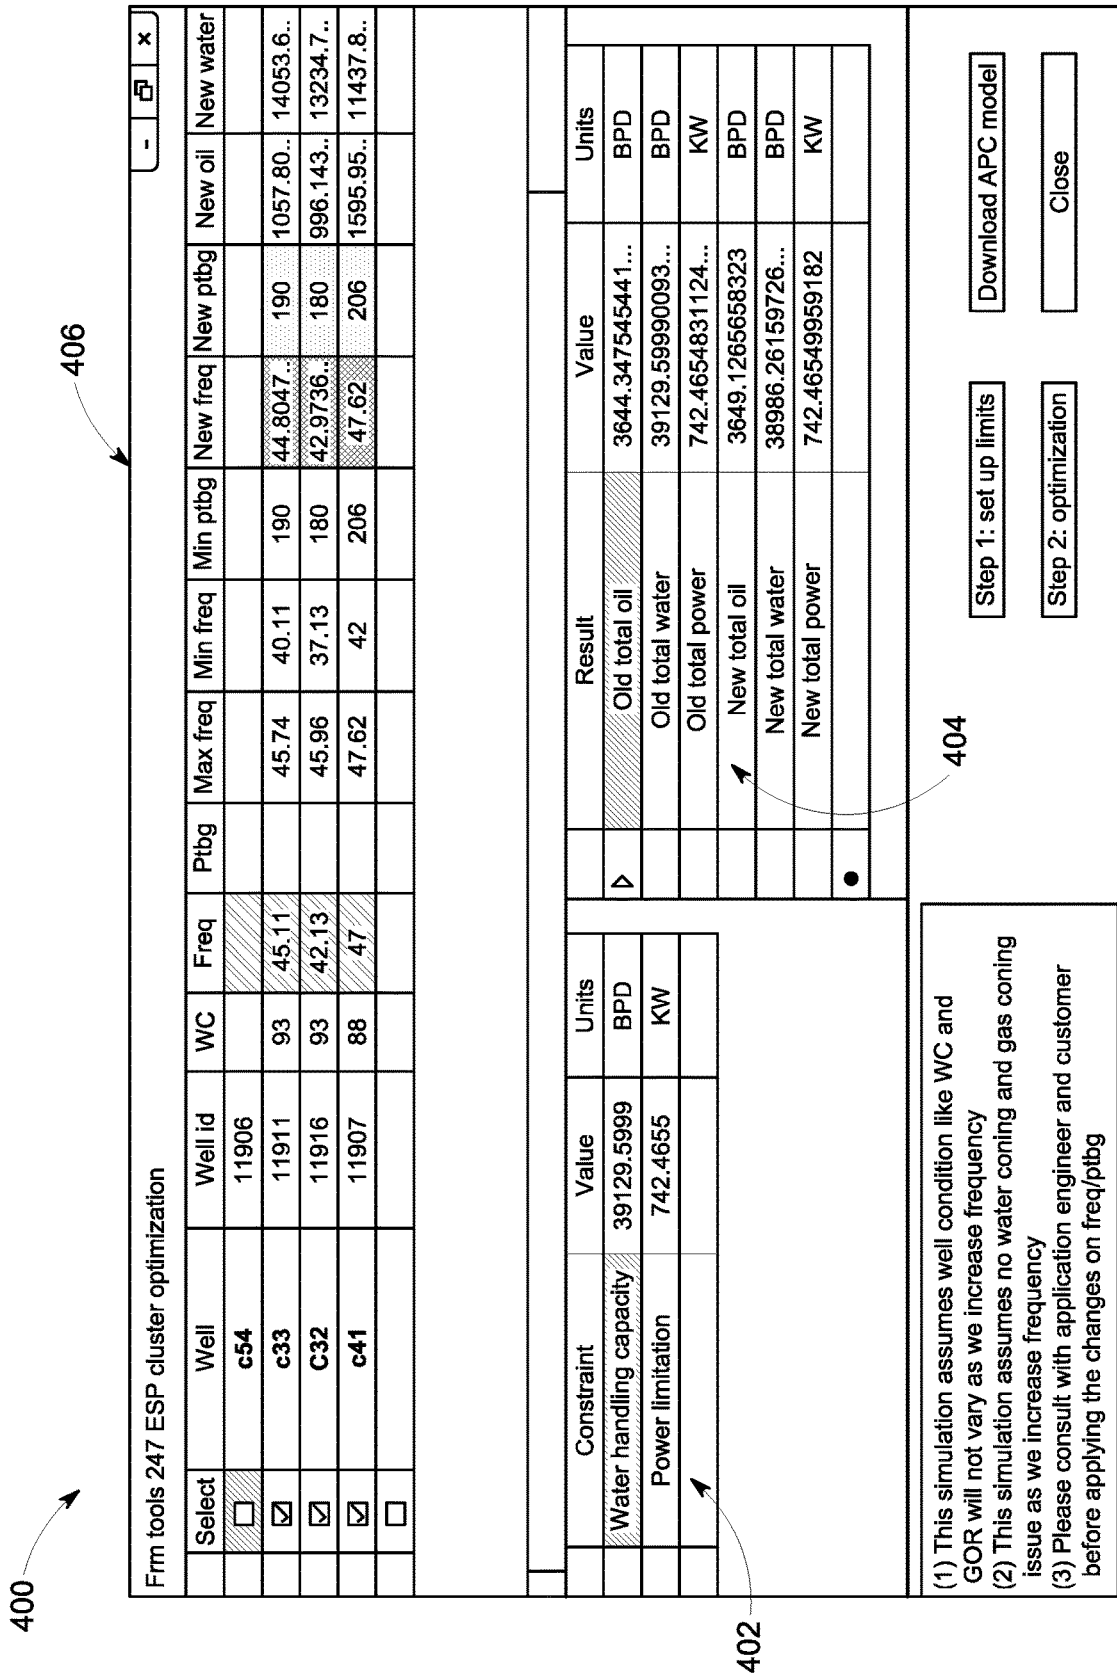 400
406
Frm tools 247 ESP cluster optimization
- ×
Select Well Well id WC Freq Ptbg Max freq Min freq Min ptbg New freq New ptbg New oil New water
c54 11906
c33 11911 93 45.11 45.74 40.11 190 44.8047.. 190 1057.80.. 14053.6..
C32 11916 93 42.13 45.96 37.13 180 42.9736.. 180 996.143.. 13234.7..
c41 11907 88 47 47.62 42 206 47.62 206 1595.95.. 11437.8..
Constraint Value Units
Water handling capacity 39129.5999 BPD
Power limitation 742.4655 KW
402
Result Value Units
Old total oil 3644.347545441... BPD
Old total water 39129.59990093... BPD
Old total power 742.4654831124... KW
New total oil 3649.1265658323 BPD
New total water 38986.26159726... BPD
New total power 742.46549959182 KW
404
(1) This simulation assumes well condition like WC and
GOR will not vary as we increase frequency
(2) This simulation assumes no water coning and gas coning
issue as we increase frequency
(3) Please consult with application engineer and customer
before applying the changes on freq/ptbg
Step 1: set up limits
Download APC model
Step 2: optimization
Close